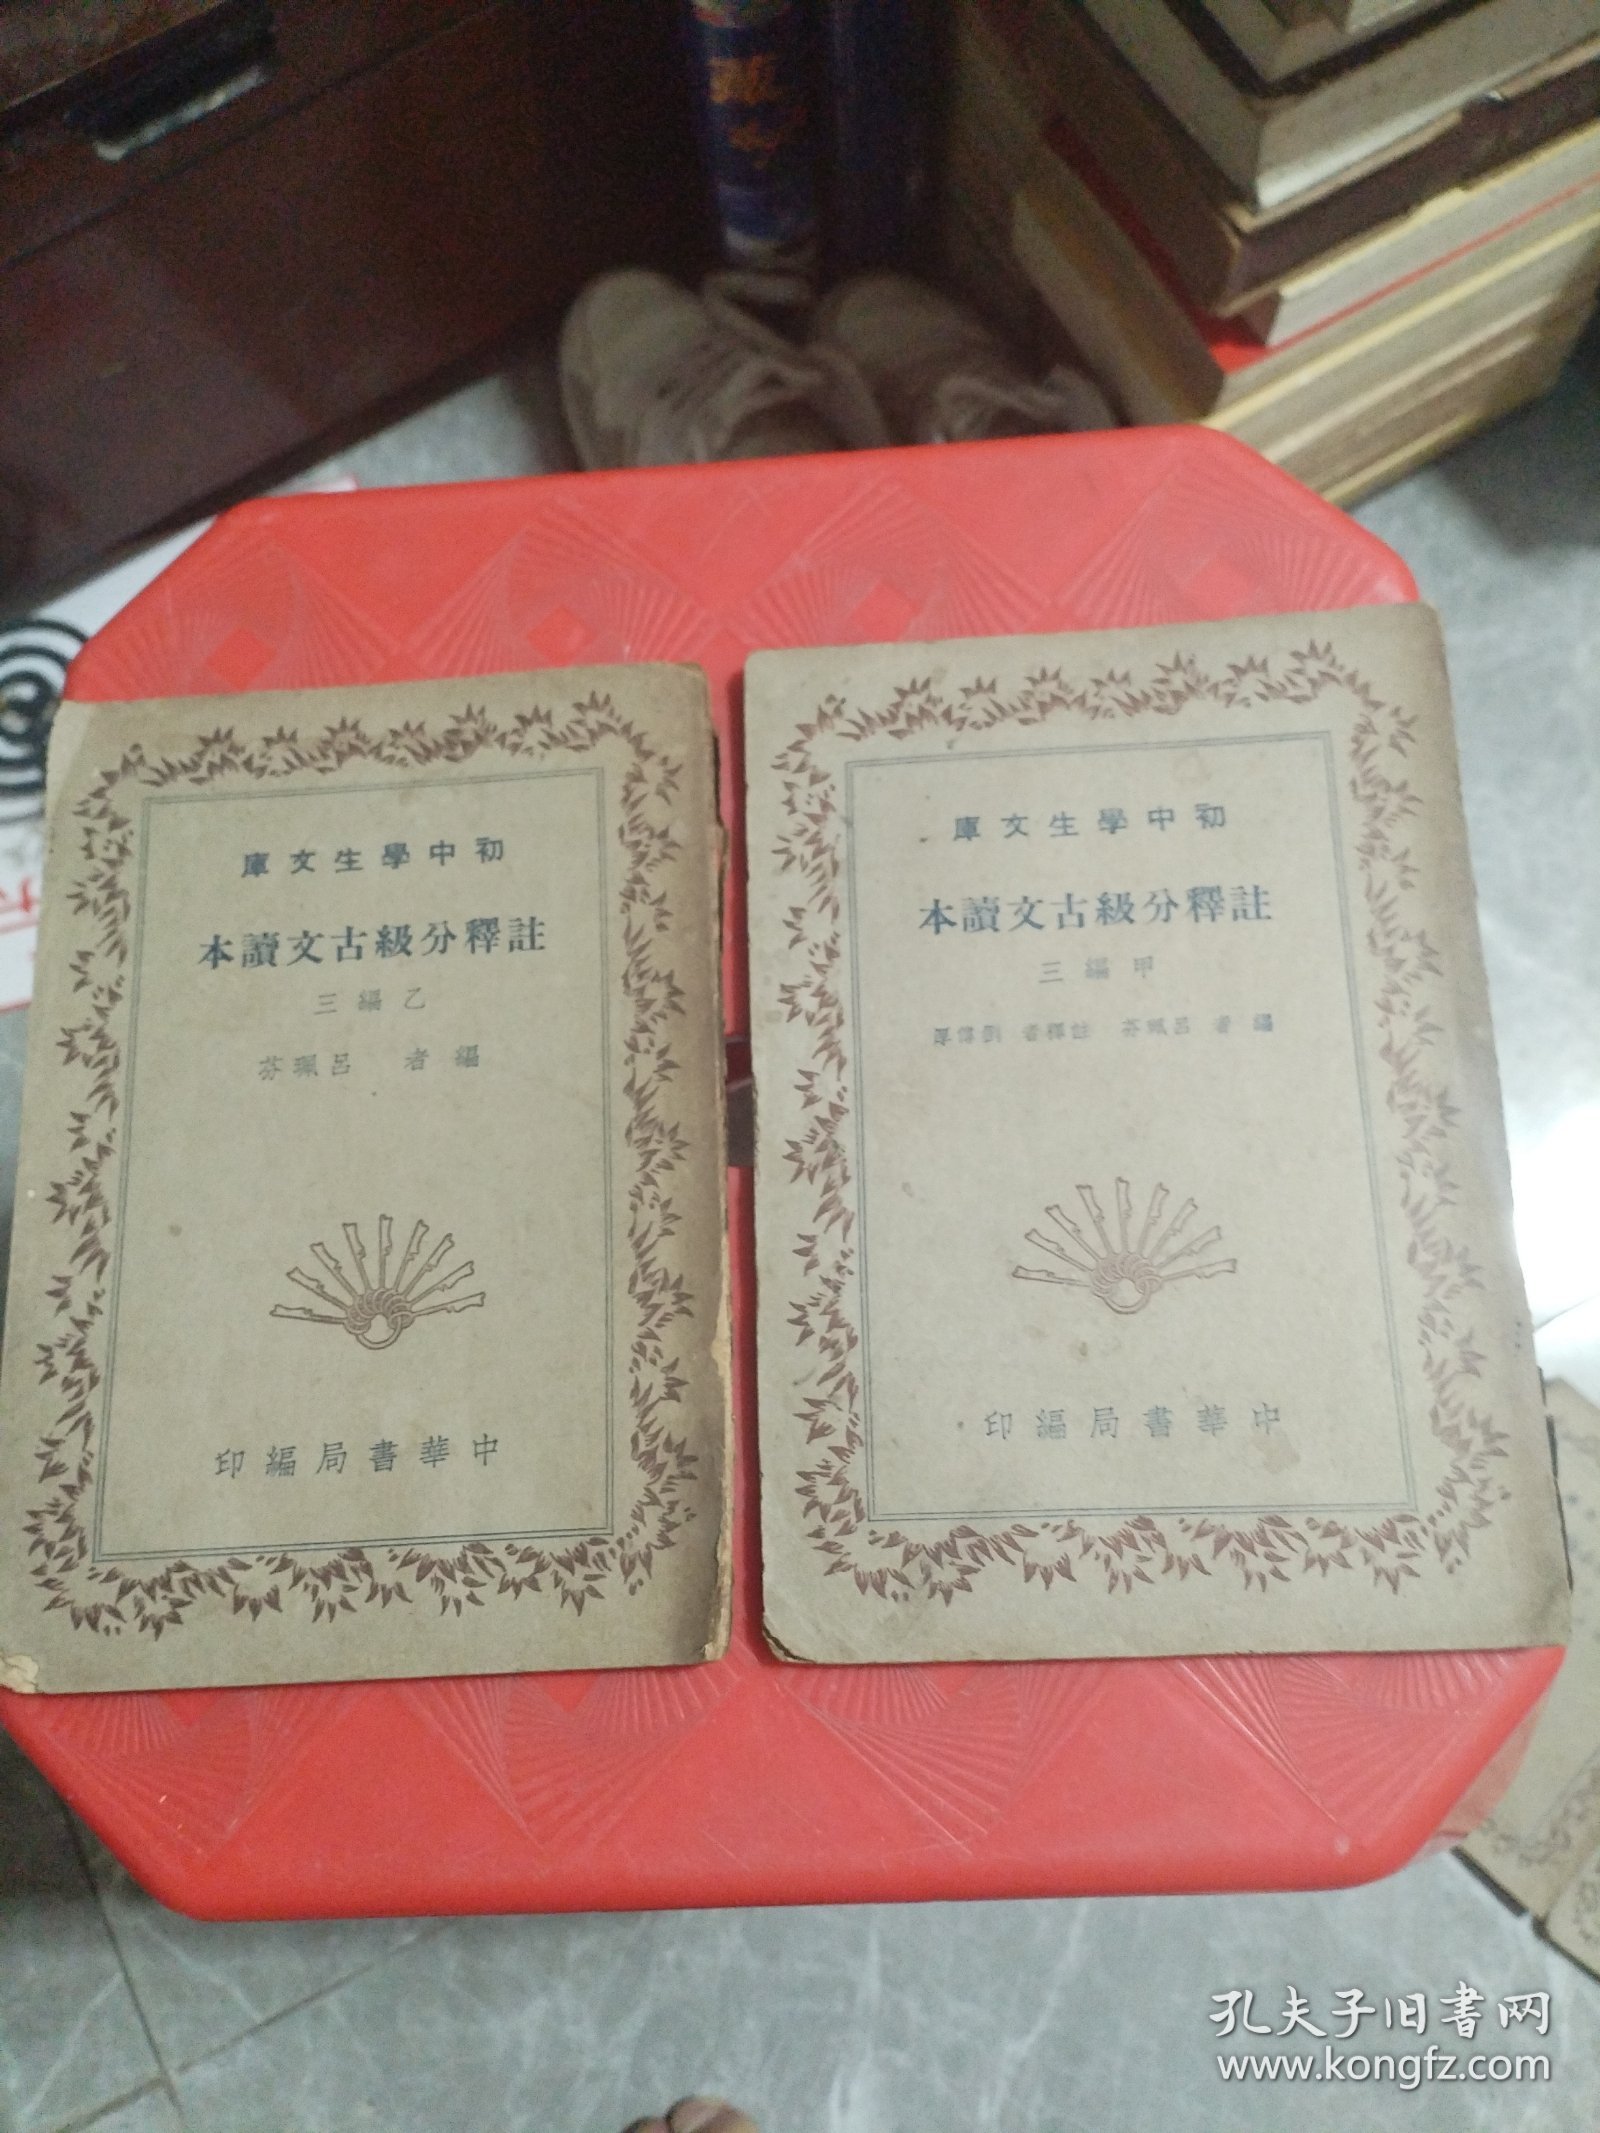 初中學生文庫
註釋分級古文讀本
乙編三
編者 呂珮芬
中華書局編印
初中學生文庫
註釋分級古文讀本
甲編三
編者 呂珮芬 註釋者 劉傳厚
中華書局編印
孔夫子旧书网
www.kongfz.com